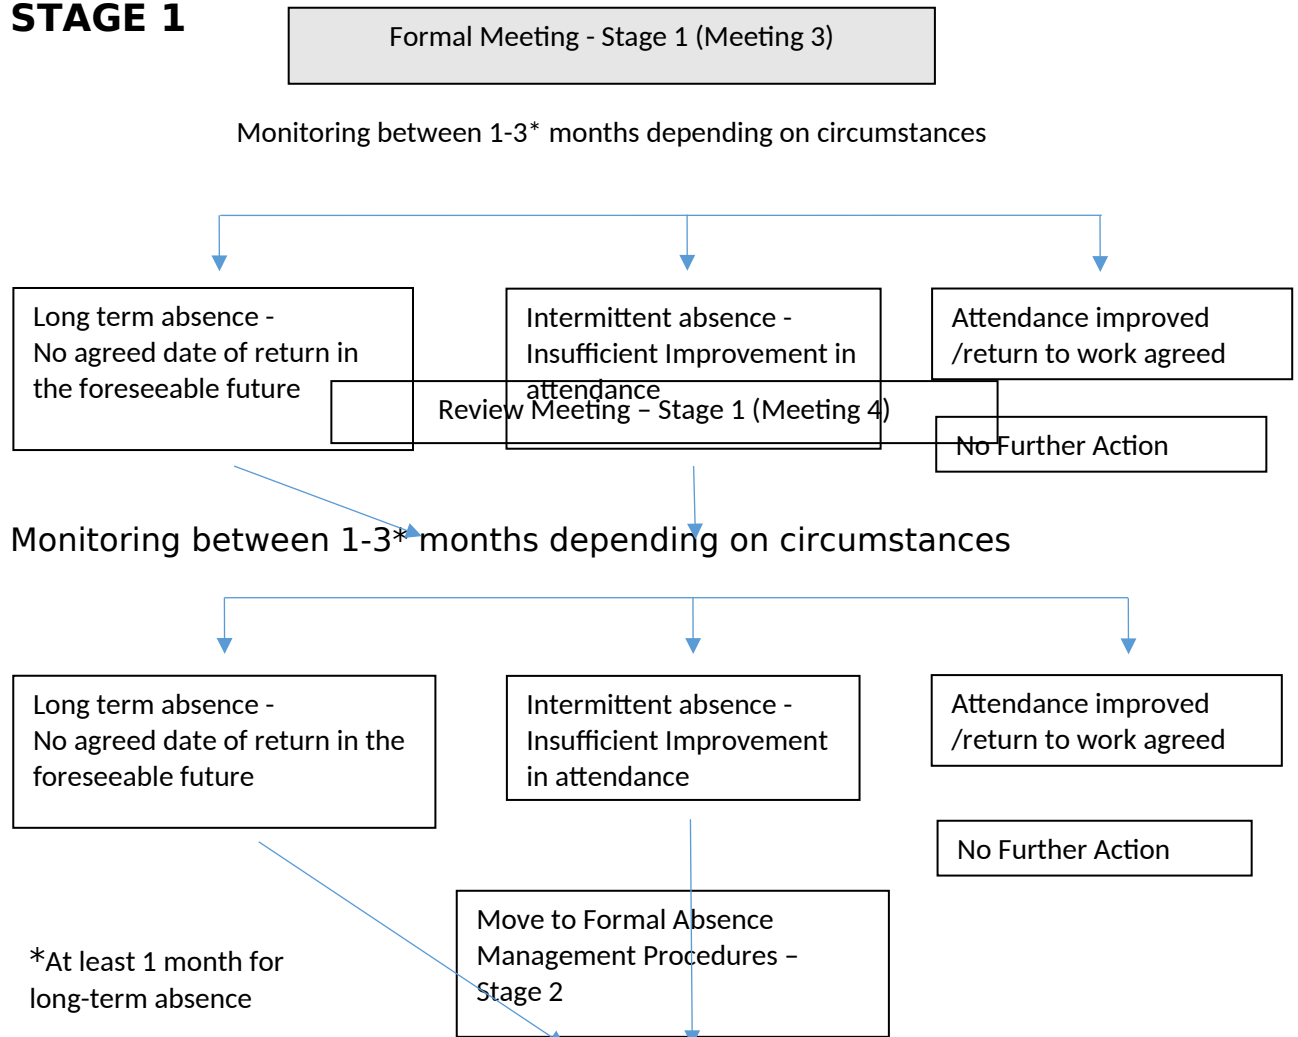 STAGE 1
Formal Meeting - Stage 1 (Meeting 3)
Monitoring between 1-3* months depending on circumstances
Long term absence -
No agreed date of return in
the foreseeable future
Intermittent absence -
Insufficient Improvement in
attendance
Attendance improved
/return to work agreed
Review Meeting – Stage 1 (Meeting 4)
No Further Action
Monitoring between 1-3* months depending on circumstances
Long term absence -
No agreed date of return in the
foreseeable future
Intermittent absence -
Insufficient Improvement
in attendance
Attendance improved
/return to work agreed
No Further Action
Move to Formal Absence
Management Procedures –
Stage 2
*At least 1 month for
long-term absence